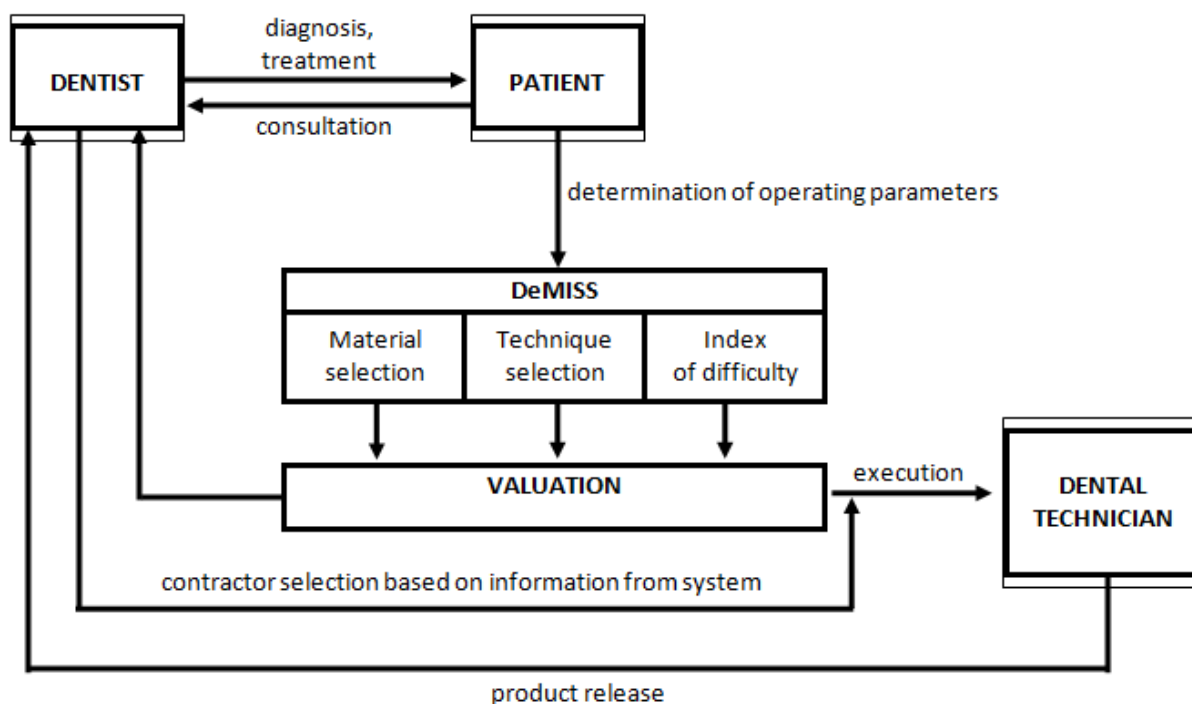 diagnosis,
treatment
DENTIST
PATIENT
consultation
determination of operating parameters
DeMISS
Material
selection
Technique
selection
Index
of difficulty
VALUATION
execution
DENTAL
TECHNICIAN
contractor selection based on information from system
product release